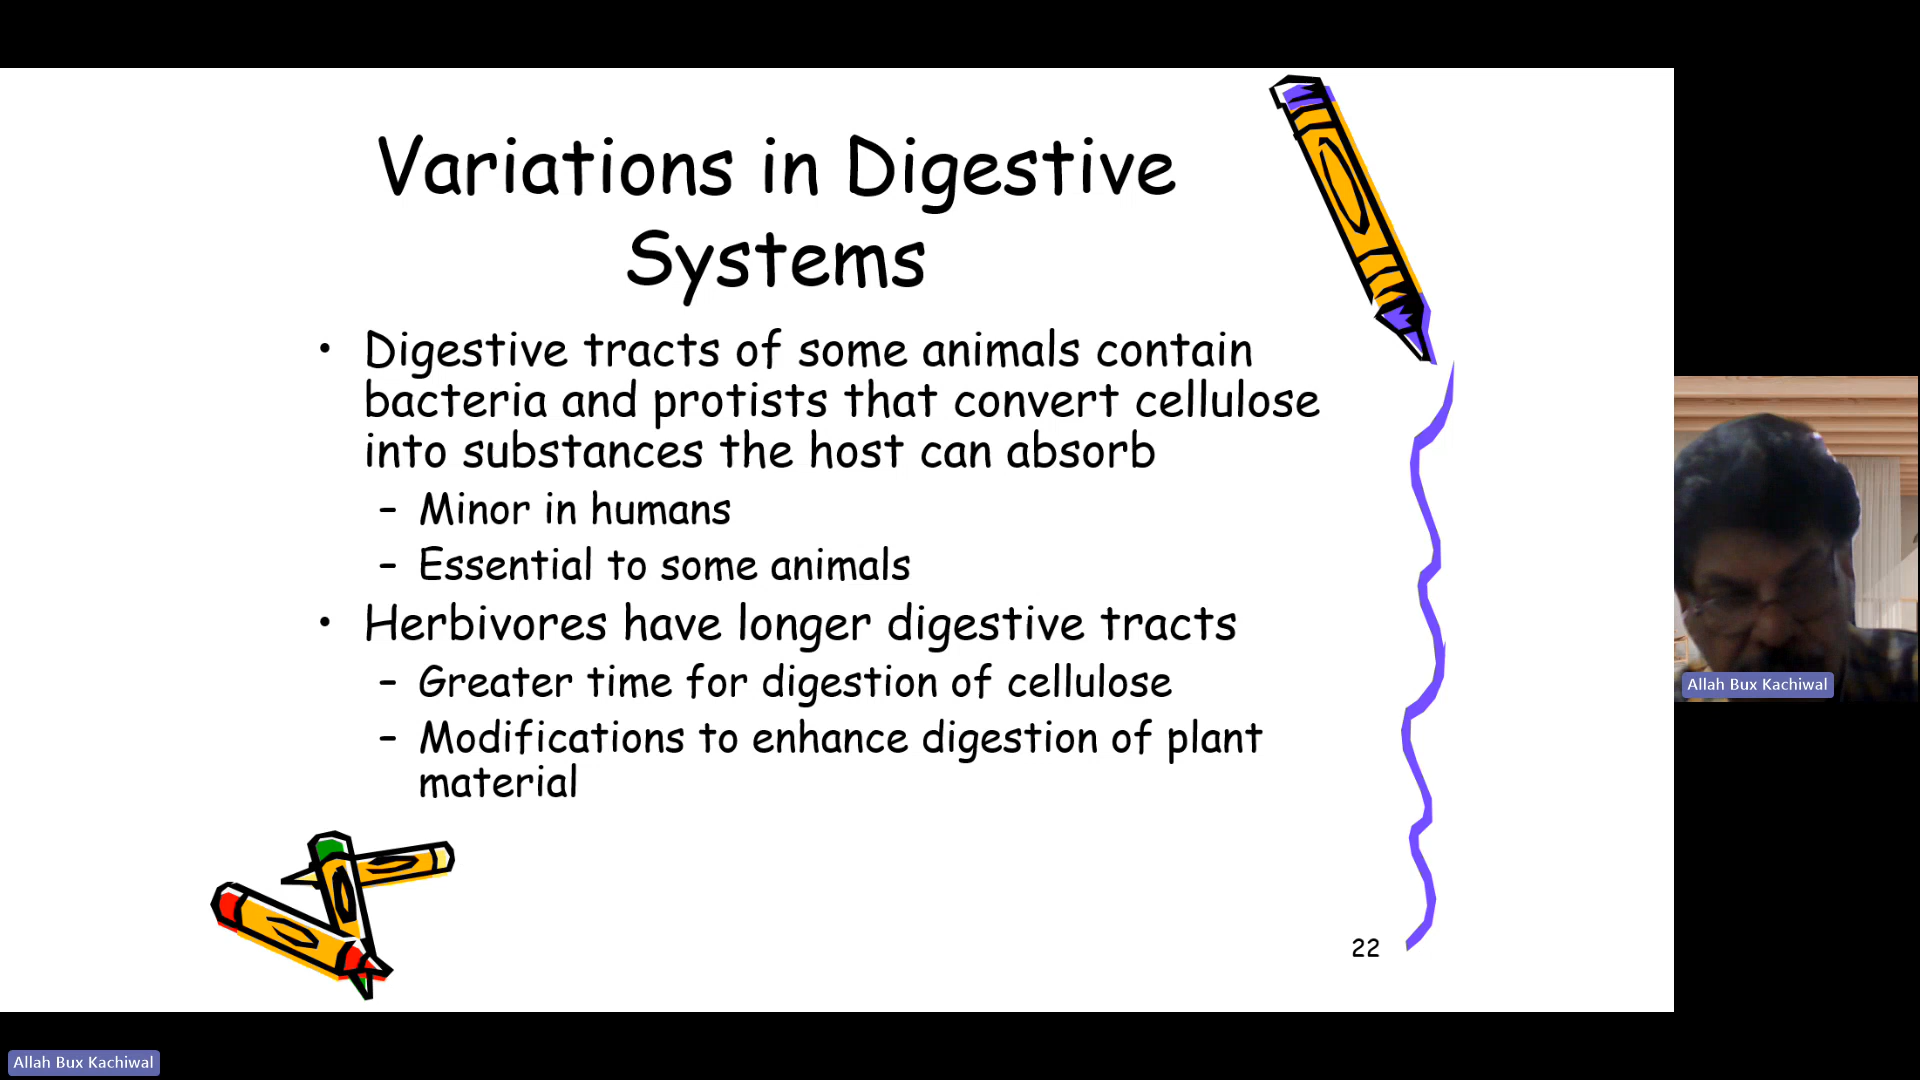 Variations in Digestive
Systems
• Digestive tracts of some animals contain
bacteria and protists that convert cellulose
into substances the host can absorb
– Minor in humans
– Essential to some animals
• Herbivores have longer digestive tracts
– Greater time for digestion of cellulose
– Modifications to enhance digestion of plant
material
22
Allah Bux Kachiwal
Allah Bux Kachiwal